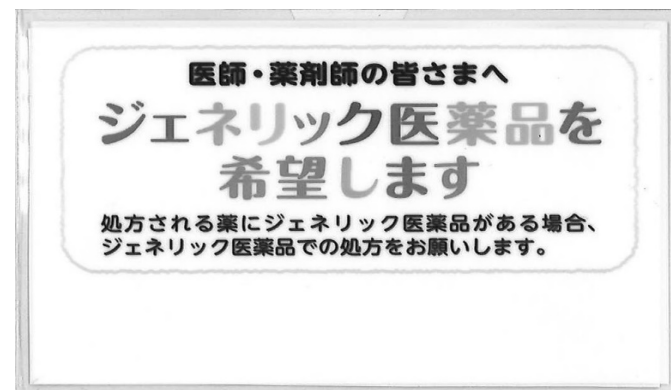 医師・薬剤師の皆さまへ
ジェネリック医薬品を
希望します
処方される薬にジェネリック医薬品がある場合、
ジェネリック医薬品での処方をお願いします。